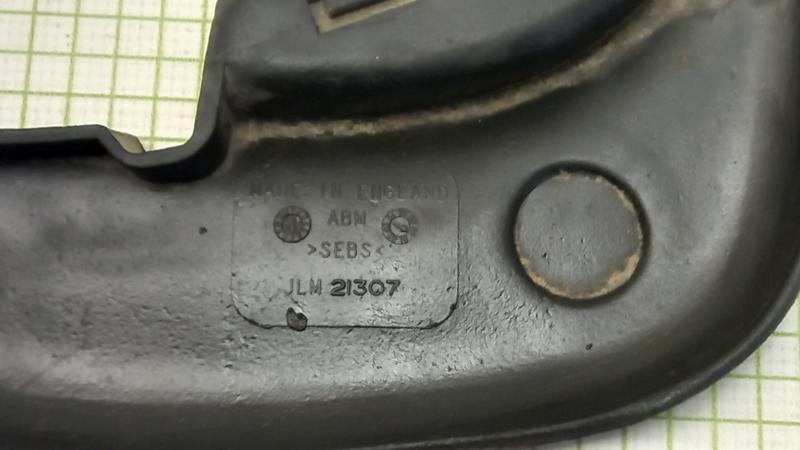 MADE IN ENGLAND
ABM
>SEBS<
JLM 21307